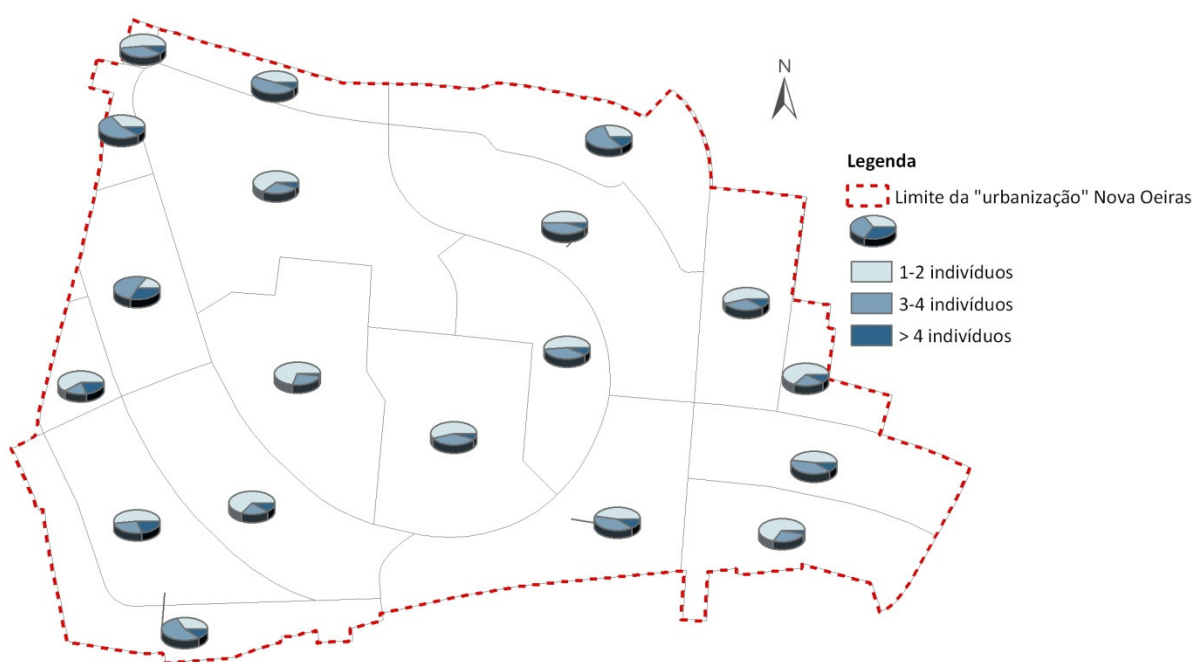 N
Legenda
Limite da "urbanização" Nova Oeiras
1-2 indivíduos
3-4 indivíduos
> 4 indivíduos